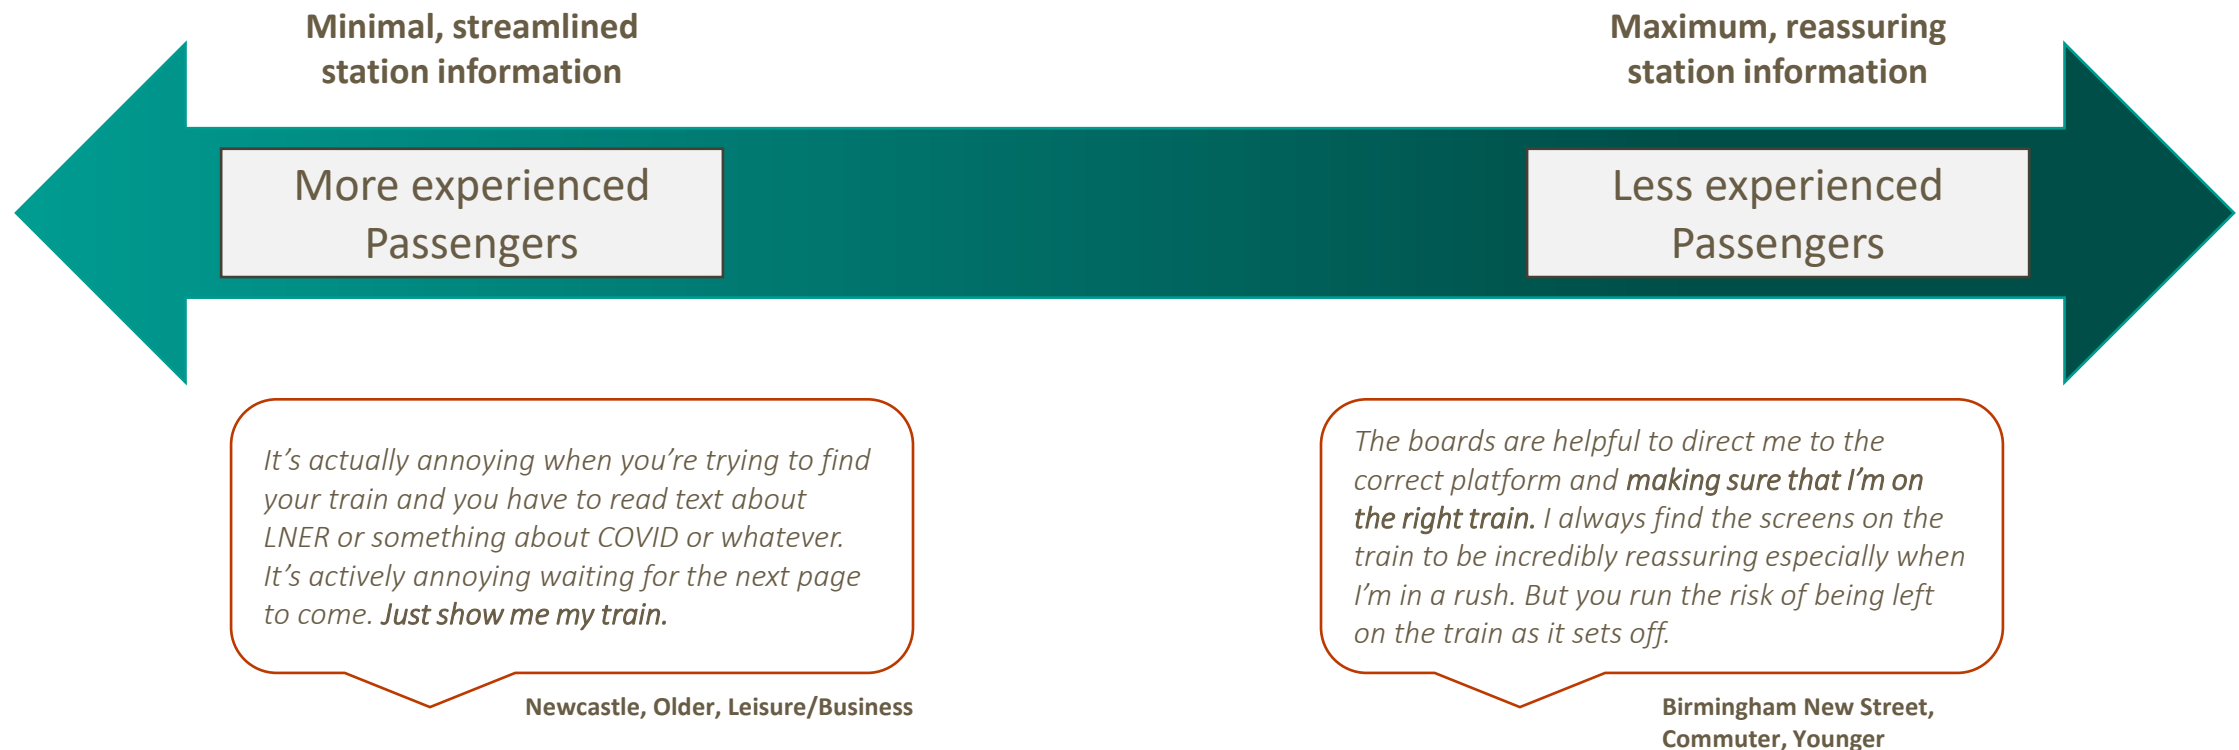 Minimal, streamlined
station information
Maximum, reassuring
station information
More experienced
Passengers
Less experienced
Passengers
It’s actually annoying when you’re trying to find
your train and you have to read text about
LNER or something about COVID or whatever.
It’s actively annoying waiting for the next page
to come. Just show me my train.
Newcastle, Older, Leisure/Business
The boards are helpful to direct me to the
correct platform and making sure that I’m on
the right train. I always find the screens on the
train to be incredibly reassuring especially when
I’m in a rush. But you run the risk of being left
on the train as it sets off.
Birmingham New Street,
Commuter, Younger